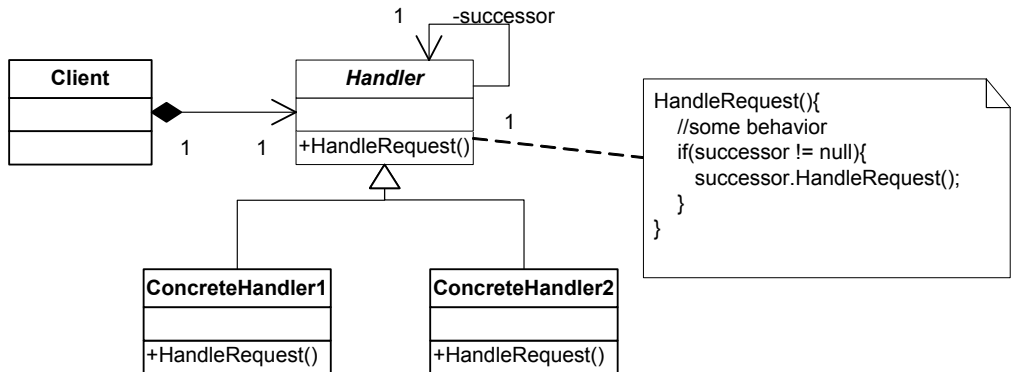 1
-successor
Client
Handler
1
1
1
+HandleRequest()
HandleRequest(){
//some behavior
if(successor != null){
successor.HandleRequest();
}
}
ConcreteHandler1
+HandleRequest()
ConcreteHandler2
+HandleRequest()